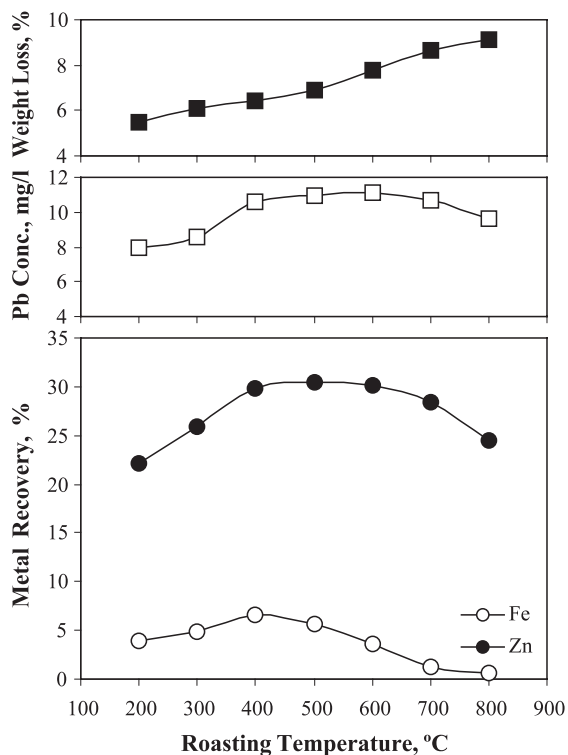 Weight Loss, %
10
8
6
4
Pb Conc., mg/l
12
10
8
6
4
Metal Recovery, %
35
30
25
20
15
10
5
0
Fe
Zn
100 200 300 400 500 600 700 800 900
Roasting Temperature, ºC